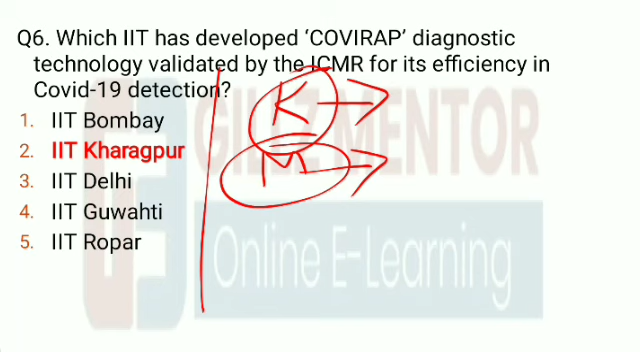 Q6. Which IIT has developed ‘COVIRAP’ diagnostic
technology validated by the ICMR for its efficiency in
Covid-19 detection?
1. IIT Bombay
2. IIT Kharagpur
3. IIT Delhi
4. IIT Guwahti
5. IIT Ropar
K
M
MENTOR
Online E-Learning